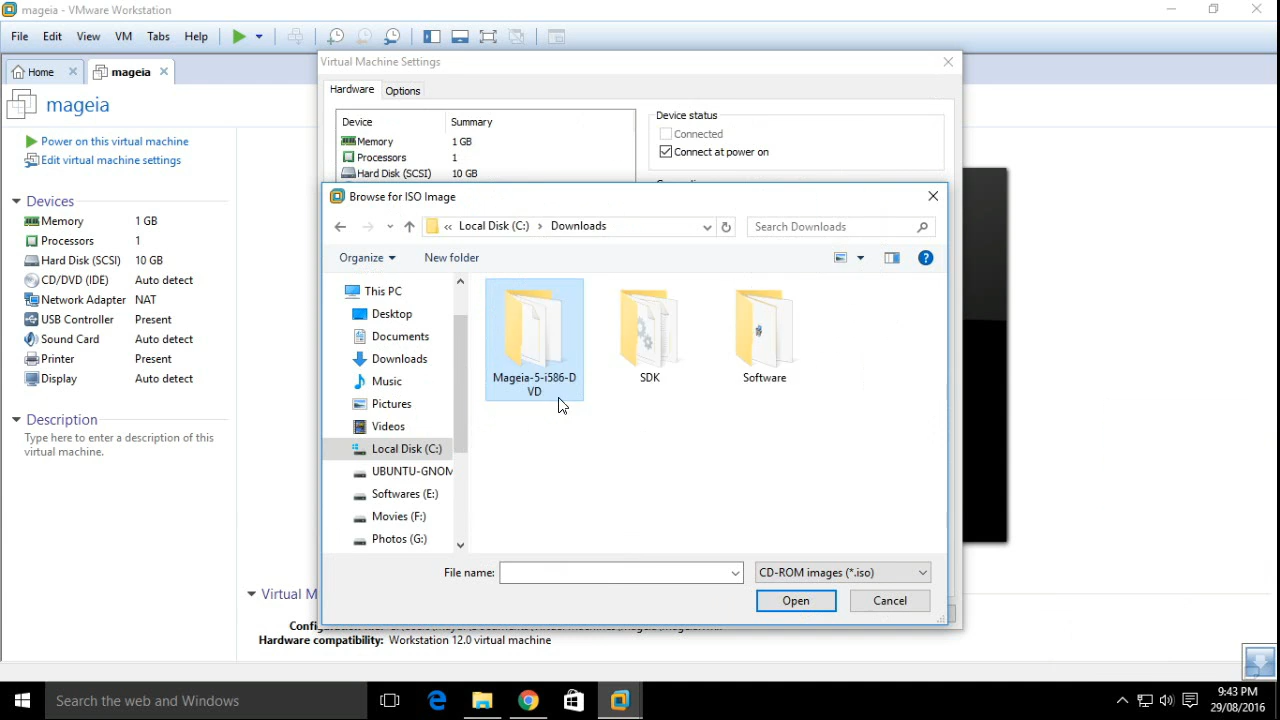 mageia - VMware Workstation
File Edit View VM Tabs Help
Home mageia
mageia
Power on this virtual machine
Edit virtual machine settings
Devices
Memory 1 GB
Processors 1
Hard Disk (SCSI) 10 GB
CD/DVD (IDE) Auto detect
Network Adapter NAT
USB Controller Present
Sound Card Auto detect
Printer Present
Display Auto detect
Description
Type here to enter a description of this
virtual machine.
Virtual Machine Settings
Hardware Options
Device Summary
Memory 1 GB
Processors 1
Hard Disk (SCSI) 10 GB
Device status
Connected
Connect at power on
Browse for ISO Image
« Local Disk (C:) › Downloads
Search Downloads
Organize New folder
This PC
Desktop
Documents
Downloads
Music
Pictures
Videos
Local Disk (C:)
UBUNTU-GNOM
Softwares (E:)
Movies (F:)
Photos (G:)
Mageia-5-i586-D
VD
SDK
Software
File name:
CD-ROM images (*.iso)
Open Cancel
Virtual M
Hardware compatibility: Workstation 12.0 virtual machine
Search the web and Windows
9:43 PM
29/08/2016